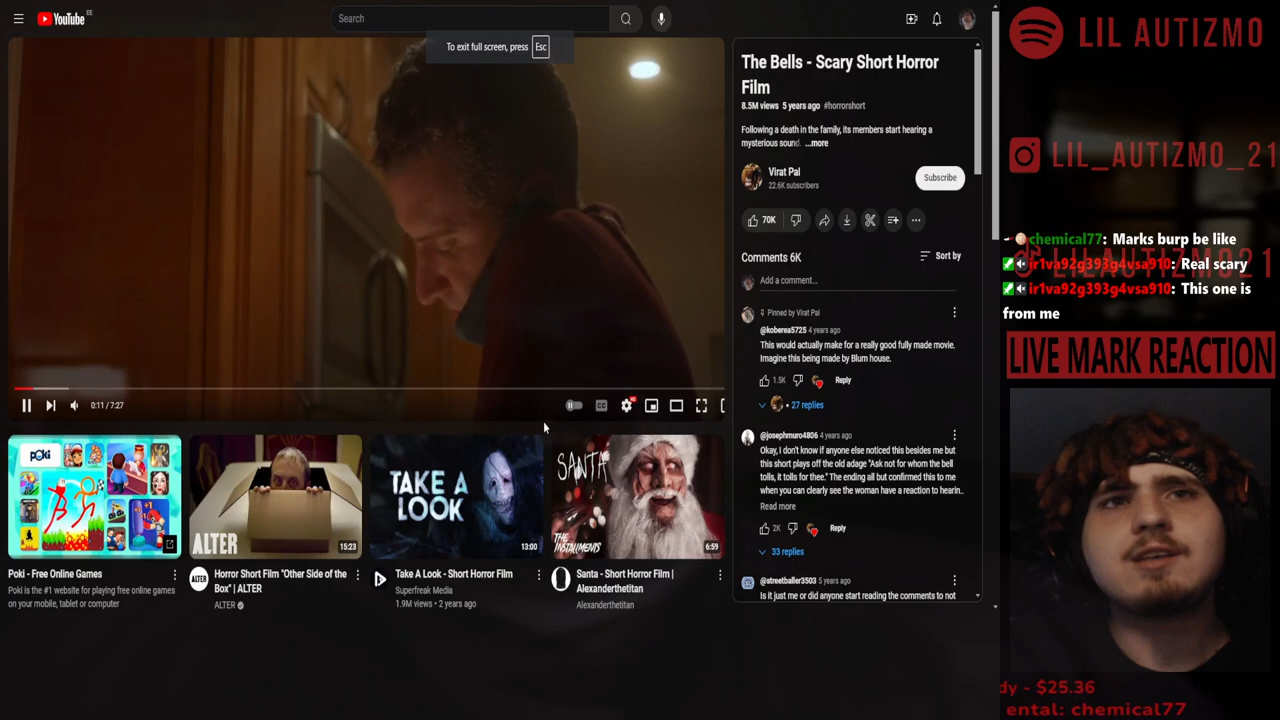 YouTube
EE
Search
To exit full screen, press Esc
0:11 / 7:27
CC
The Bells - Scary Short Horror
Film
8.5M views 5 years ago #horrorshort
Following a death in the family, its members start hearing a
mysterious sound. ...more
Virat Pal
22.6K subscribers
Subscribe
70K
Comments 6K
Sort by
Add a comment...
Pinned by Virat Pal
@koberea5725 4 years ago
This would actually make for a really good fully made movie.
Imagine this being made by Blum house.
1.5K
Reply
27 replies
@josephmuro4806 4 years ago
Okay, I don't know if anyone else noticed this besides me but
this short plays off the old adage "Ask not for whom the bell
tolls, it tolls for thee." The ending all but confirmed this to me
when you can clearly see the woman have a reaction to hearin..
Read more
2K
Reply
33 replies
@streetballer3503 5 years ago
Is it just me or did anyone start reading the comments to not
poki
Poki - Free Online Games
Poki is the #1 website for playing free online games
on your mobile, tablet or computer
ALTER
15:23
ALTER
Horror Short Film "Other Side of the
Box" | ALTER
ALTER
TAKE A
LOOK
13:00
Take A Look - Short Horror Film
Superfreak Media
1.9M views • 2 years ago
SANTA
THE
INSTALLMENTS
6:59
Santa - Short Horror Film |
Alexanderthetitan
Alexanderthetitan
LIL AUTIZMO
LIL_AUTIZMO_21
LILAUTIZMO21
chemical77: Marks burp be like
ir1va92g393g4vsa910: Real scary
ir1va92g393g4vsa910: This one is
from me
LIVE MARK REACTION
dy - $25.36
ental: chemical77